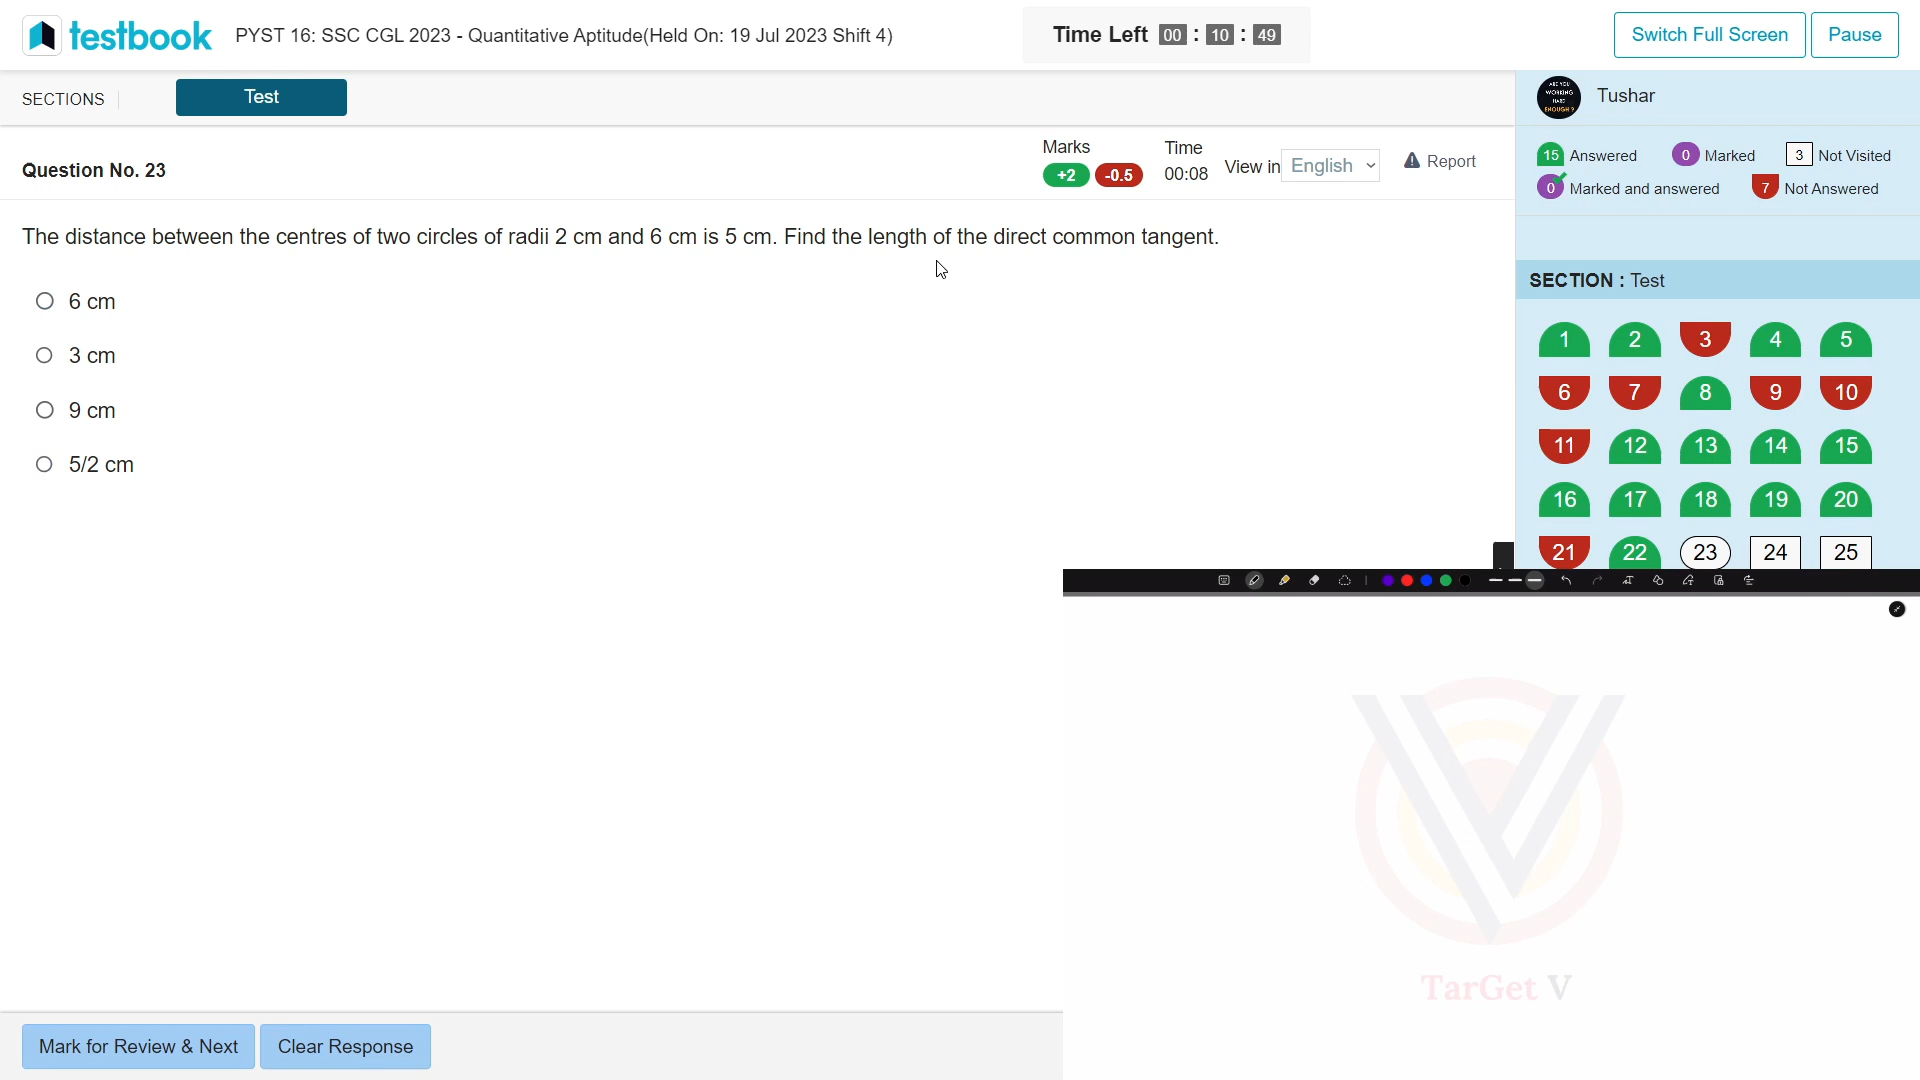 testbook PYST 16: SSC CGL 2023 - Quantitative Aptitude(Held On: 19 Jul 2023 Shift 4) Time Left 00 : 10 : 49 Switch Full Screen Pause
SECTIONS Test
Tushar
ARE YOU
WORKING
HARD
ENOUGH ?
15 Answered 0 Marked 3 Not Visited
0 Marked and answered 7 Not Answered
Question No. 23
Marks
+2 -0.5
Time
00:08
View in English Report
The distance between the centres of two circles of radii 2 cm and 6 cm is 5 cm. Find the length of the direct common tangent.
6 cm
3 cm
9 cm
5/2 cm
SECTION : Test
1 2 3 4 5
6 7 8 9 10
11 12 13 14 15
16 17 18 19 20
21 22 23 24 25
TarGet V
Mark for Review & Next Clear Response